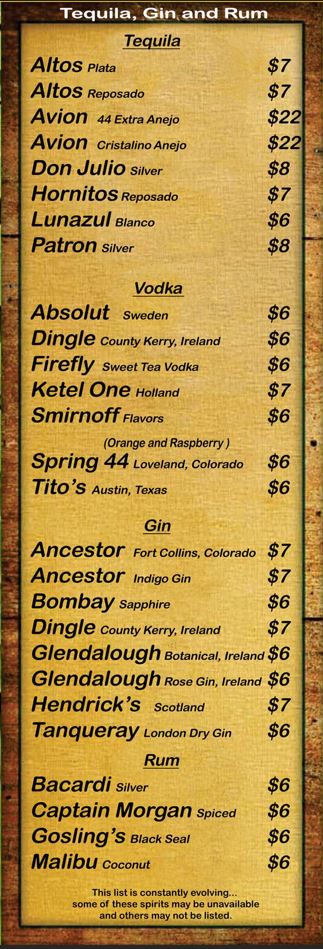 Tequila, Gin and Rum
Tequila
Altos Plata $7
Altos Reposado $7
Avion 44 Extra Anejo $22
Avion Cristalino Anejo $22
Don Julio Silver $8
Hornitos Reposado $7
Lunazul Blanco $6
Patron Silver $8
Vodka
Absolut Sweden $6
Dingle County Kerry, Ireland $6
Firefly Sweet Tea Vodka $6
Ketel One Holland $7
Smirnoff Flavors $6
(Orange and Raspberry )
Spring 44 Loveland, Colorado $6
Tito's Austin, Texas $6
Gin
Ancestor Fort Collins, Colorado $7
Ancestor Indigo Gin $7
Bombay Sapphire $6
Dingle County Kerry, Ireland $7
Glendalough Botanical, Ireland $6
Glendalough Rose Gin, Ireland $6
Hendrick's Scotland $7
Tanqueray London Dry Gin $6
Rum
Bacardi Silver $6
Captain Morgan Spiced $6
Gosling's Black Seal $6
Malibu Coconut $6
This list is constantly evolving...
some of these spirits may be unavailable
and others may not be listed.